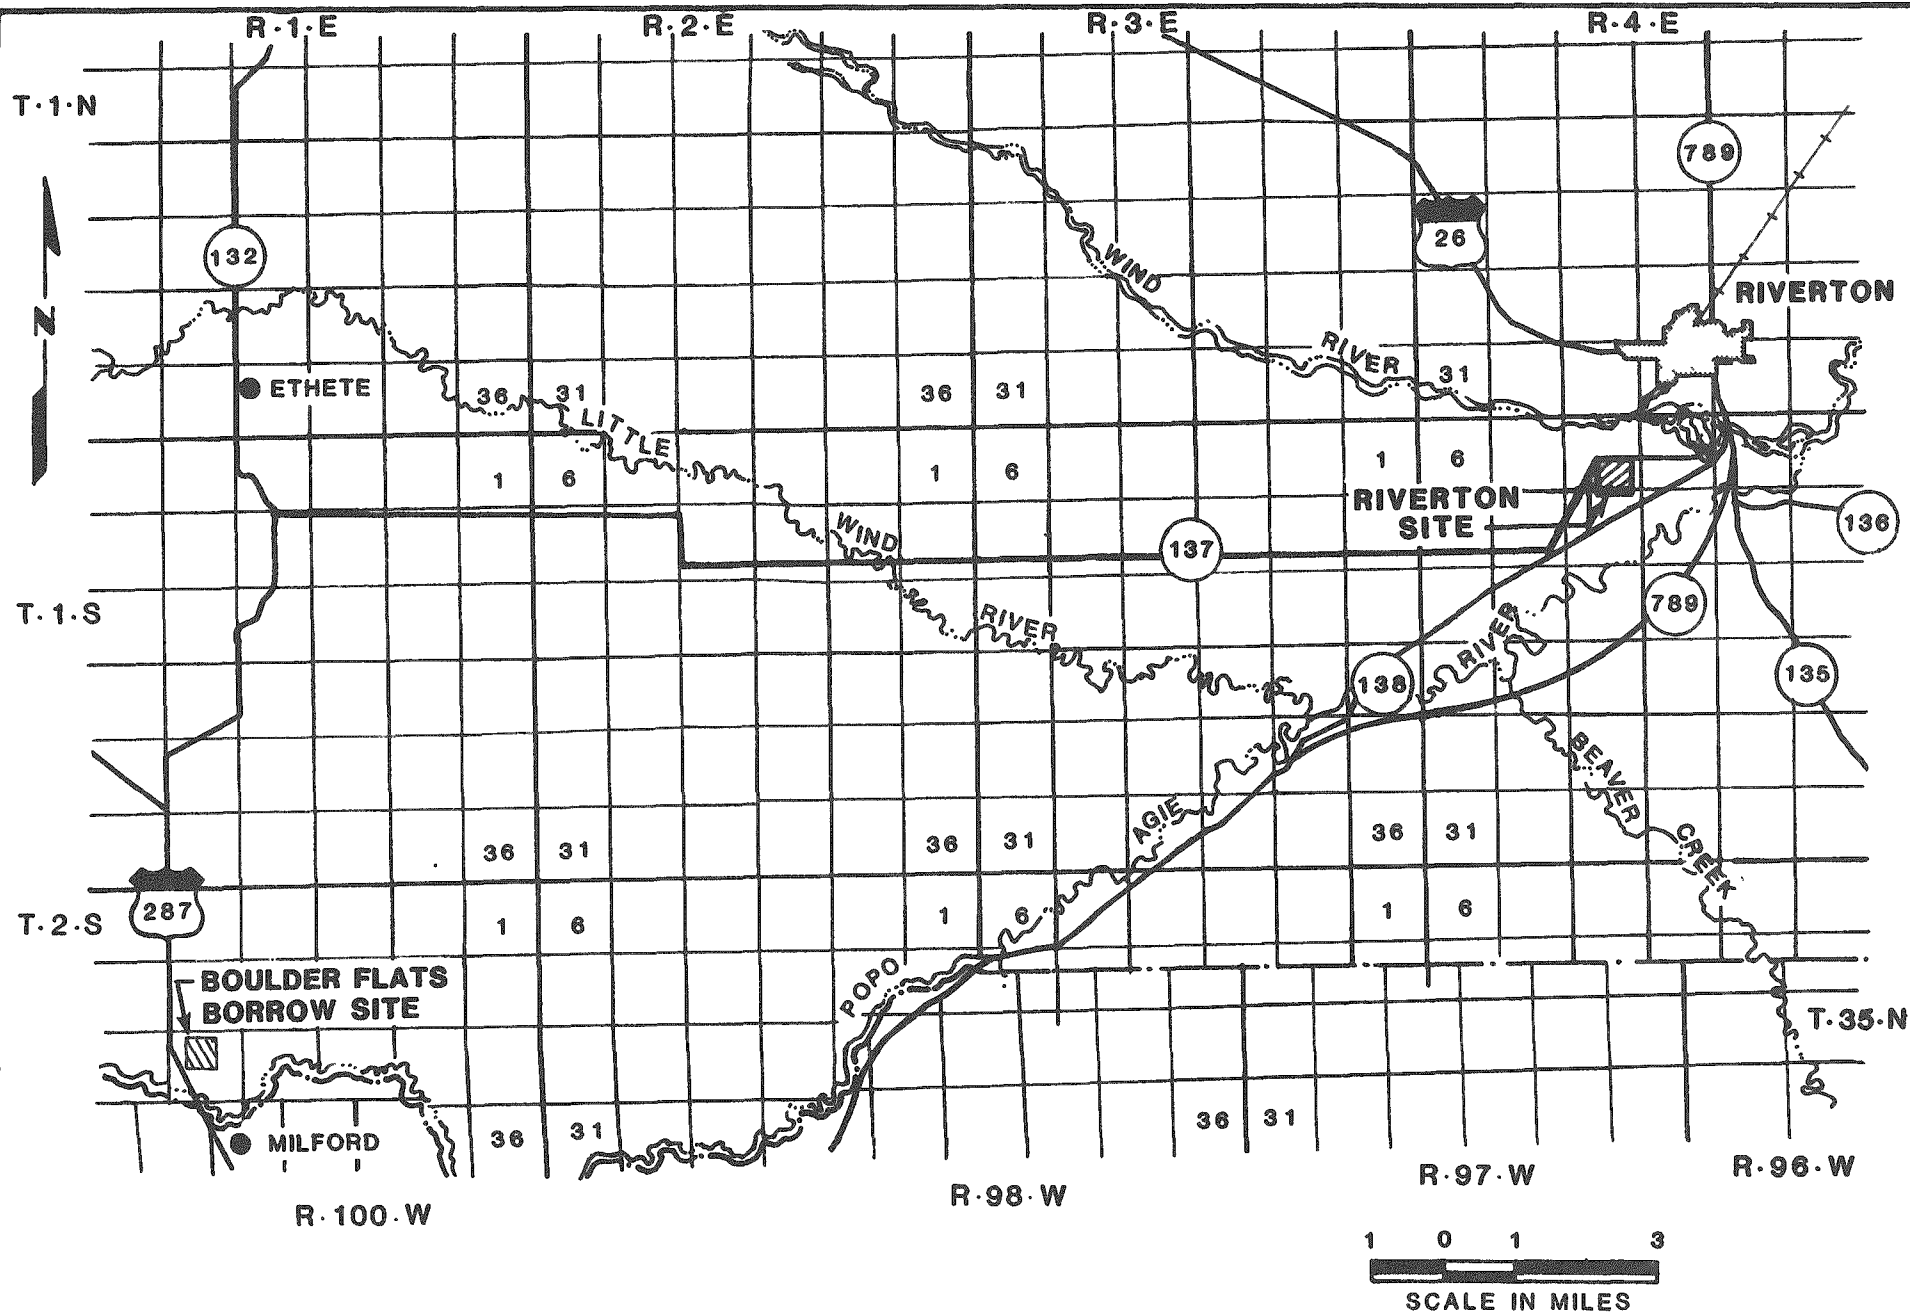 R·1·E R·2·E R·3·E R·4·E
T·1·N
789
132
26
WIND
N
RIVERTON
RIVER
ETHETE
36 31 36 31 31
LITTLE
1 6 1 6 1 6
RIVERTON
SITE
136
WIND
137
T·1·S
RIVER
789
RIVER
138
135
BEAVER
AGIE
36 31 36 31 36 31
CREEK
287
T·2·S
1 6 1 6 1 6
BOULDER FLATS
BORROW SITE
POPO
T·35·N
MILFORD
36 31 36 31
R·100·W R·98·W R·97·W R·96·W
1 0 1 3
SCALE IN MILES